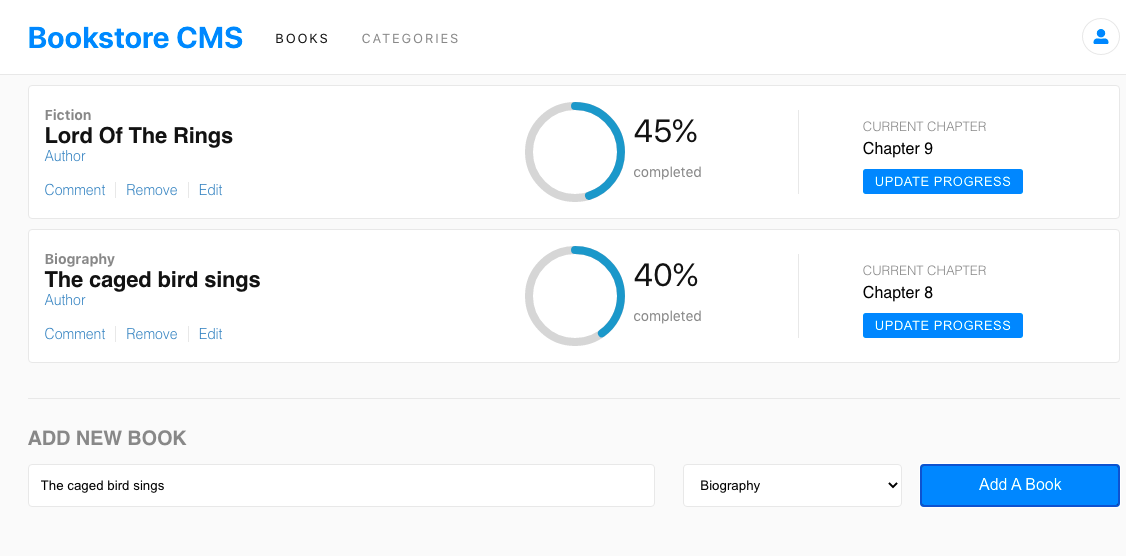 Bookstore CMS BOOKS CATEGORIES
Fiction
Lord Of The Rings
Author
Comment Remove Edit
45%
completed
CURRENT CHAPTER
Chapter 9
UPDATE PROGRESS
Biography
The caged bird sings
Author
Comment Remove Edit
40%
completed
CURRENT CHAPTER
Chapter 8
UPDATE PROGRESS
ADD NEW BOOK
The caged bird sings Biography Add A Book